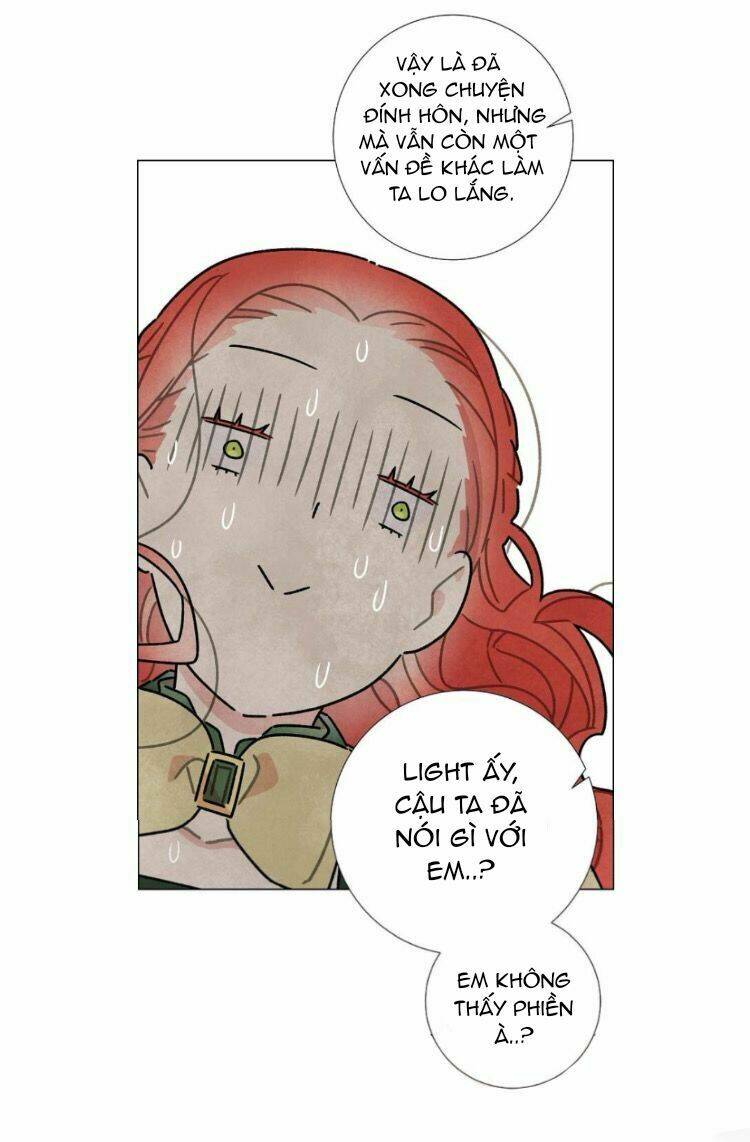 VẬY LÀ ĐÃ
XONG CHUYỆN
ĐÍNH HÔN, NHƯNG
MÀ VẪN CÒN MỘT
VẤN ĐỀ KHÁC LÀM
TA LO LẮNG.
LIGHT ẤY,
CẬU TA ĐÃ
NÓI GÌ VỚI
EM..?
EM KHÔNG
THẤY PHIỀN
À..?